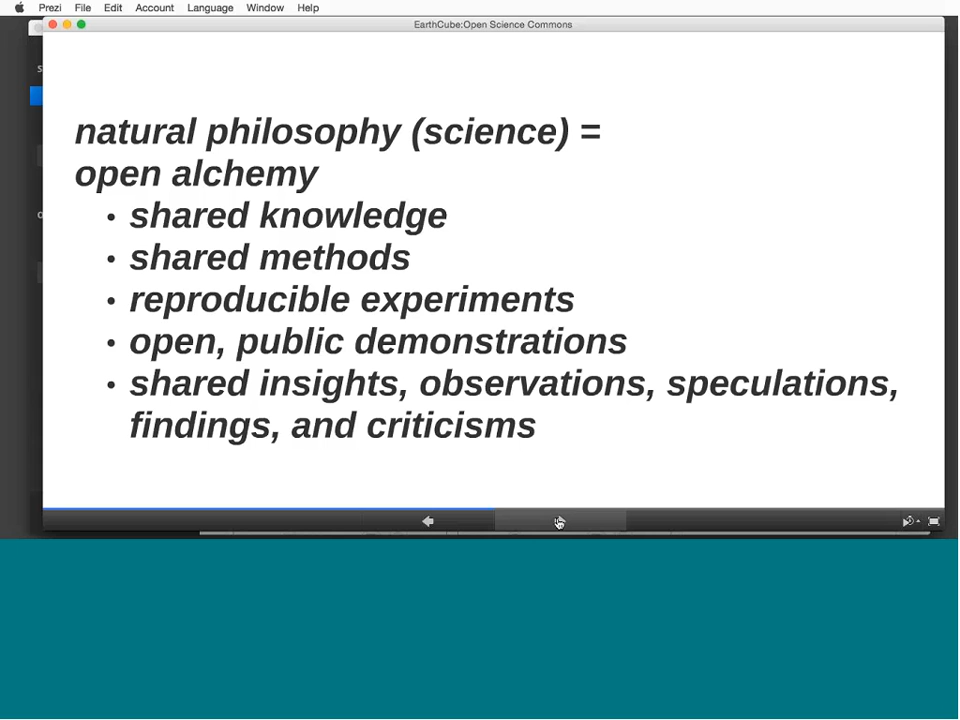 Prezi File Edit Account Language Window Help
EarthCube:Open Science Commons
natural philosophy (science) =
open alchemy
• shared knowledge
• shared methods
• reproducible experiments
• open, public demonstrations
• shared insights, observations, speculations,
findings, and criticisms